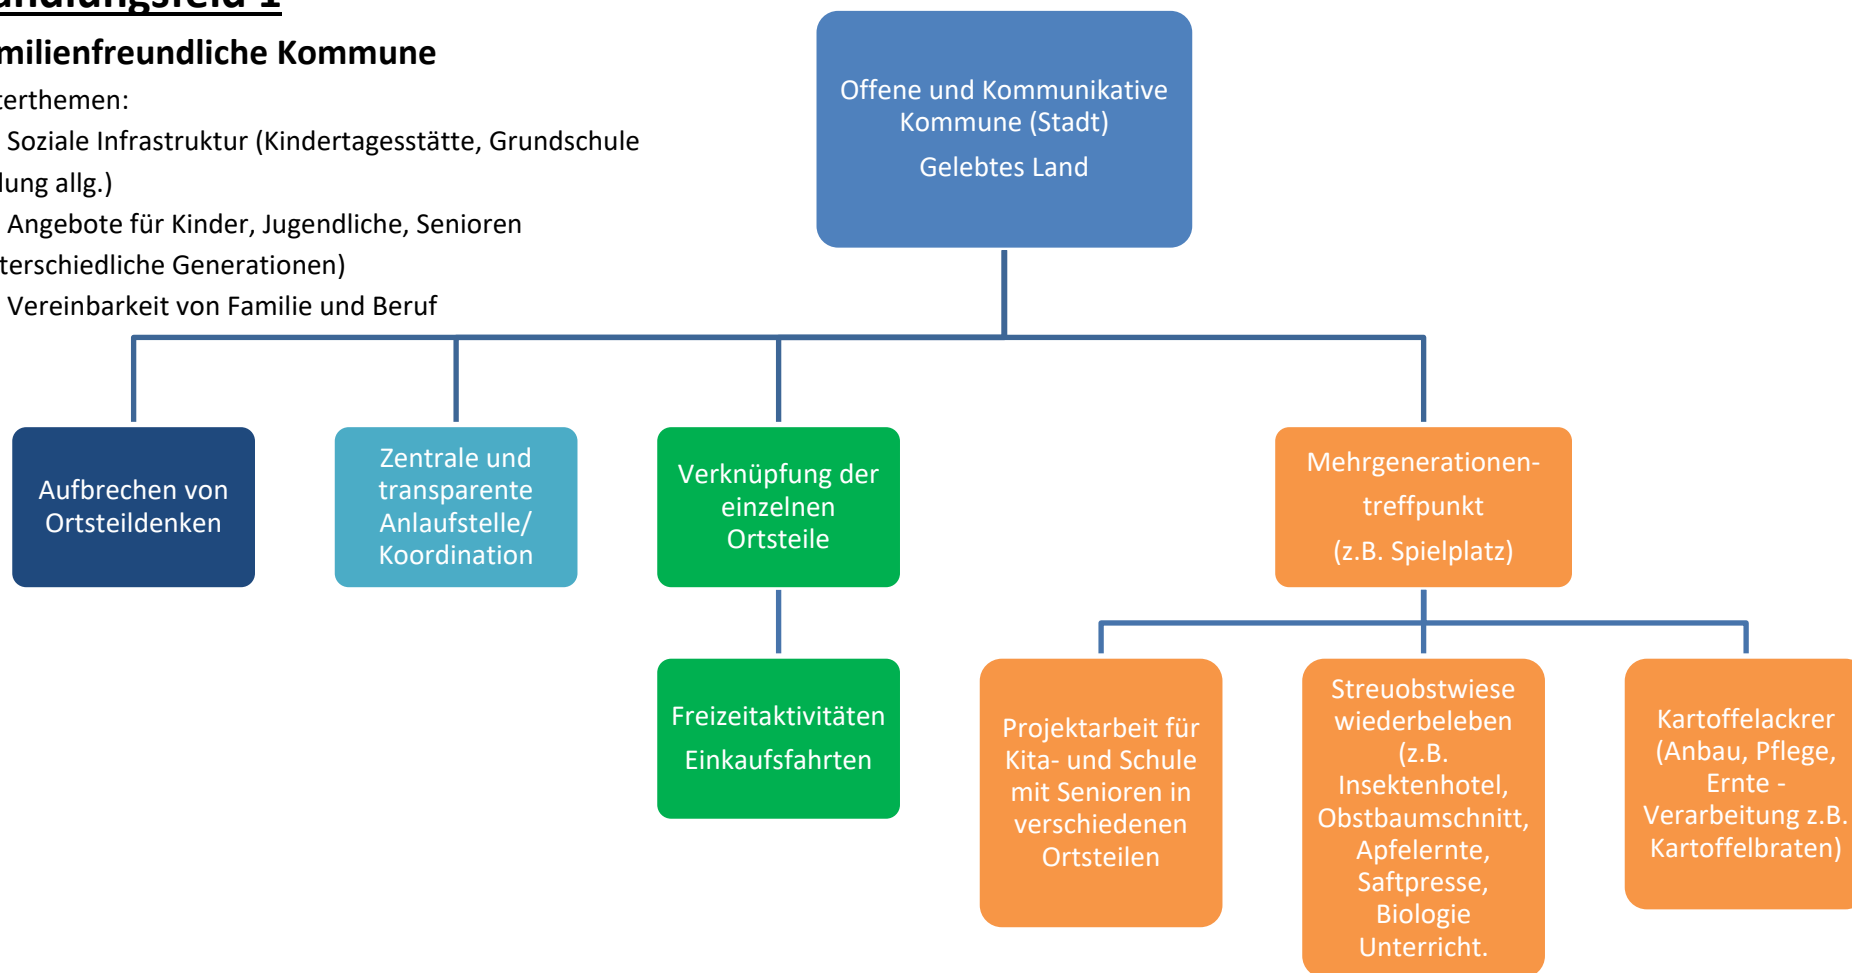 andlungsfeld 1
milienfreundliche Kommune
terthemen:
Soziale Infrastruktur (Kindertagesstätte, Grundschule
dung allg.)
Angebote für Kinder, Jugendliche, Senioren
terschiedliche Generationen)
Vereinbarkeit von Familie und Beruf
Offene und Kommunikative
Kommune (Stadt)
Gelebtes Land
Aufbrechen von
Ortsteildenken
Zentrale und
transparente
Anlaufstelle/
Koordination
Verknüpfung der
einzelnen
Ortsteile
Mehrgenerationen-
treffpunkt
(z.B. Spielplatz)
Freizeitaktivitäten
Einkaufsfahrten
Projektarbeit für
Kita- und Schule
mit Senioren in
verschiedenen
Ortsteilen
Streuobstwiese
wiederbeleben
(z.B.
Insektenhotel,
Obstbaumschnitt,
Apfelernte,
Saftpresse,
Biologie
Unterricht.
Kartoffelackrer
(Anbau, Pflege,
Ernte -
Verarbeitung z.B.
Kartoffelbraten)